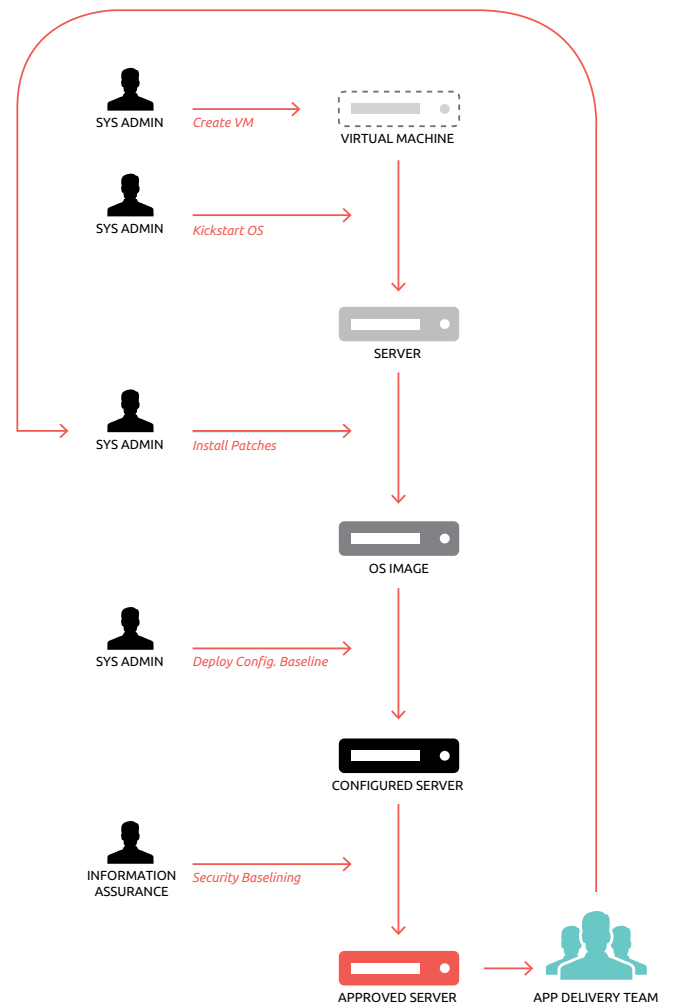 SYS ADMIN
Create VM
VIRTUAL MACHINE
SYS ADMIN
Kickstart OS
SERVER
SYS ADMIN
Install Patches
OS IMAGE
SYS ADMIN
Deploy Config. Baseline
CONFIGURED SERVER
INFORMATION
ASSURANCE
Security Baselining
APPROVED SERVER
APP DELIVERY TEAM